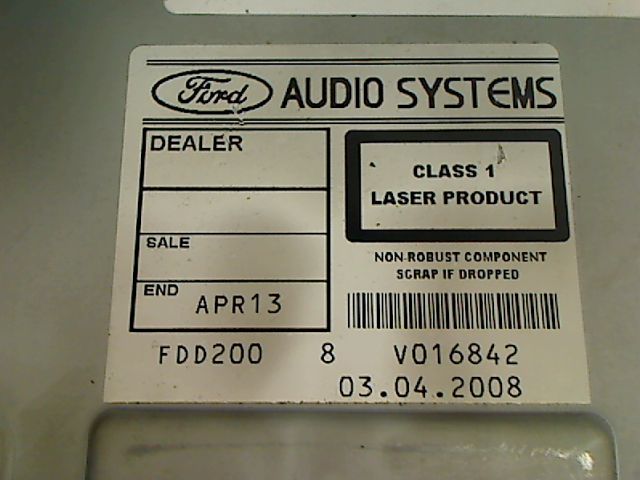 Ford AUDIO SYSTEMS
DEALER
SALE
END APR13
CLASS 1
LASER PRODUCT
NON-ROBUST COMPONENT
SCRAP IF DROPPED
FDD200 8 V016842
03.04.2008